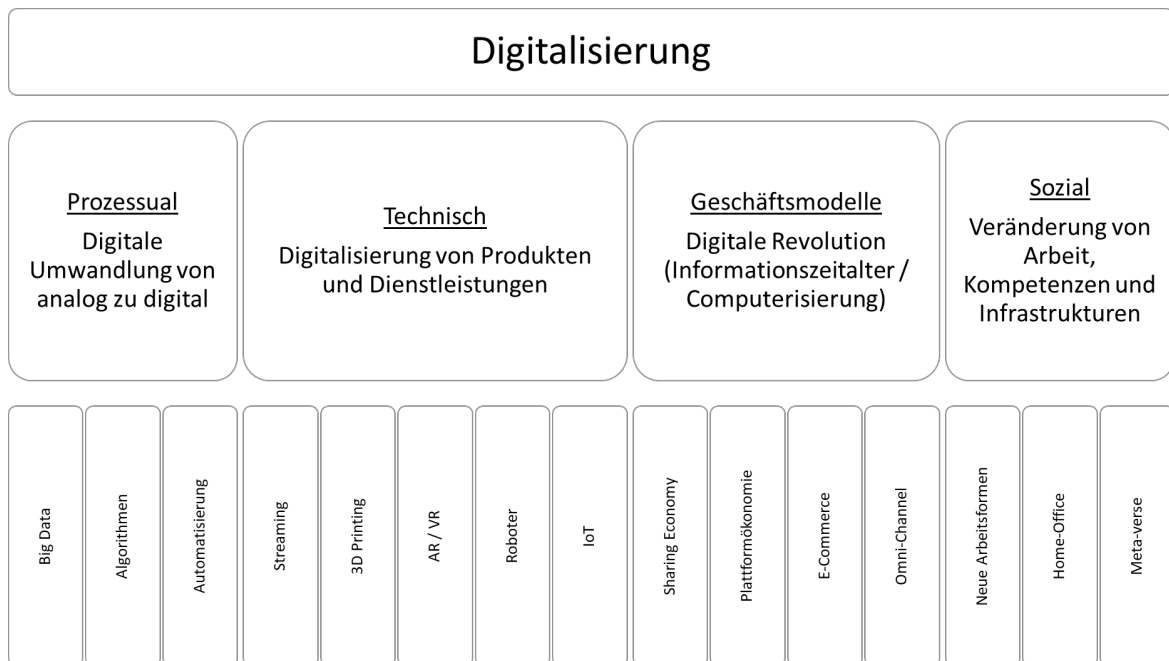 Digitalisierung
Prozessual
Digitale
Umwandlung von
analog zu digital
Technisch
Digitalisierung von Produkten
und Dienstleistungen
Geschäftsmodelle
Digitale Revolution
(Informationszeitalter /
Computerisierung)
Sozial
Veränderung von
Arbeit,
Kompetenzen und
Infrastrukturen
Big Data
Algorithmen
Automatisierung
Streaming
3D Printing
AR / VR
Roboter
IoT
Sharing Economy
Plattformökonomie
E-Commerce
Omni-Channel
Neue Arbeitsformen
Home-Office
Meta-verse